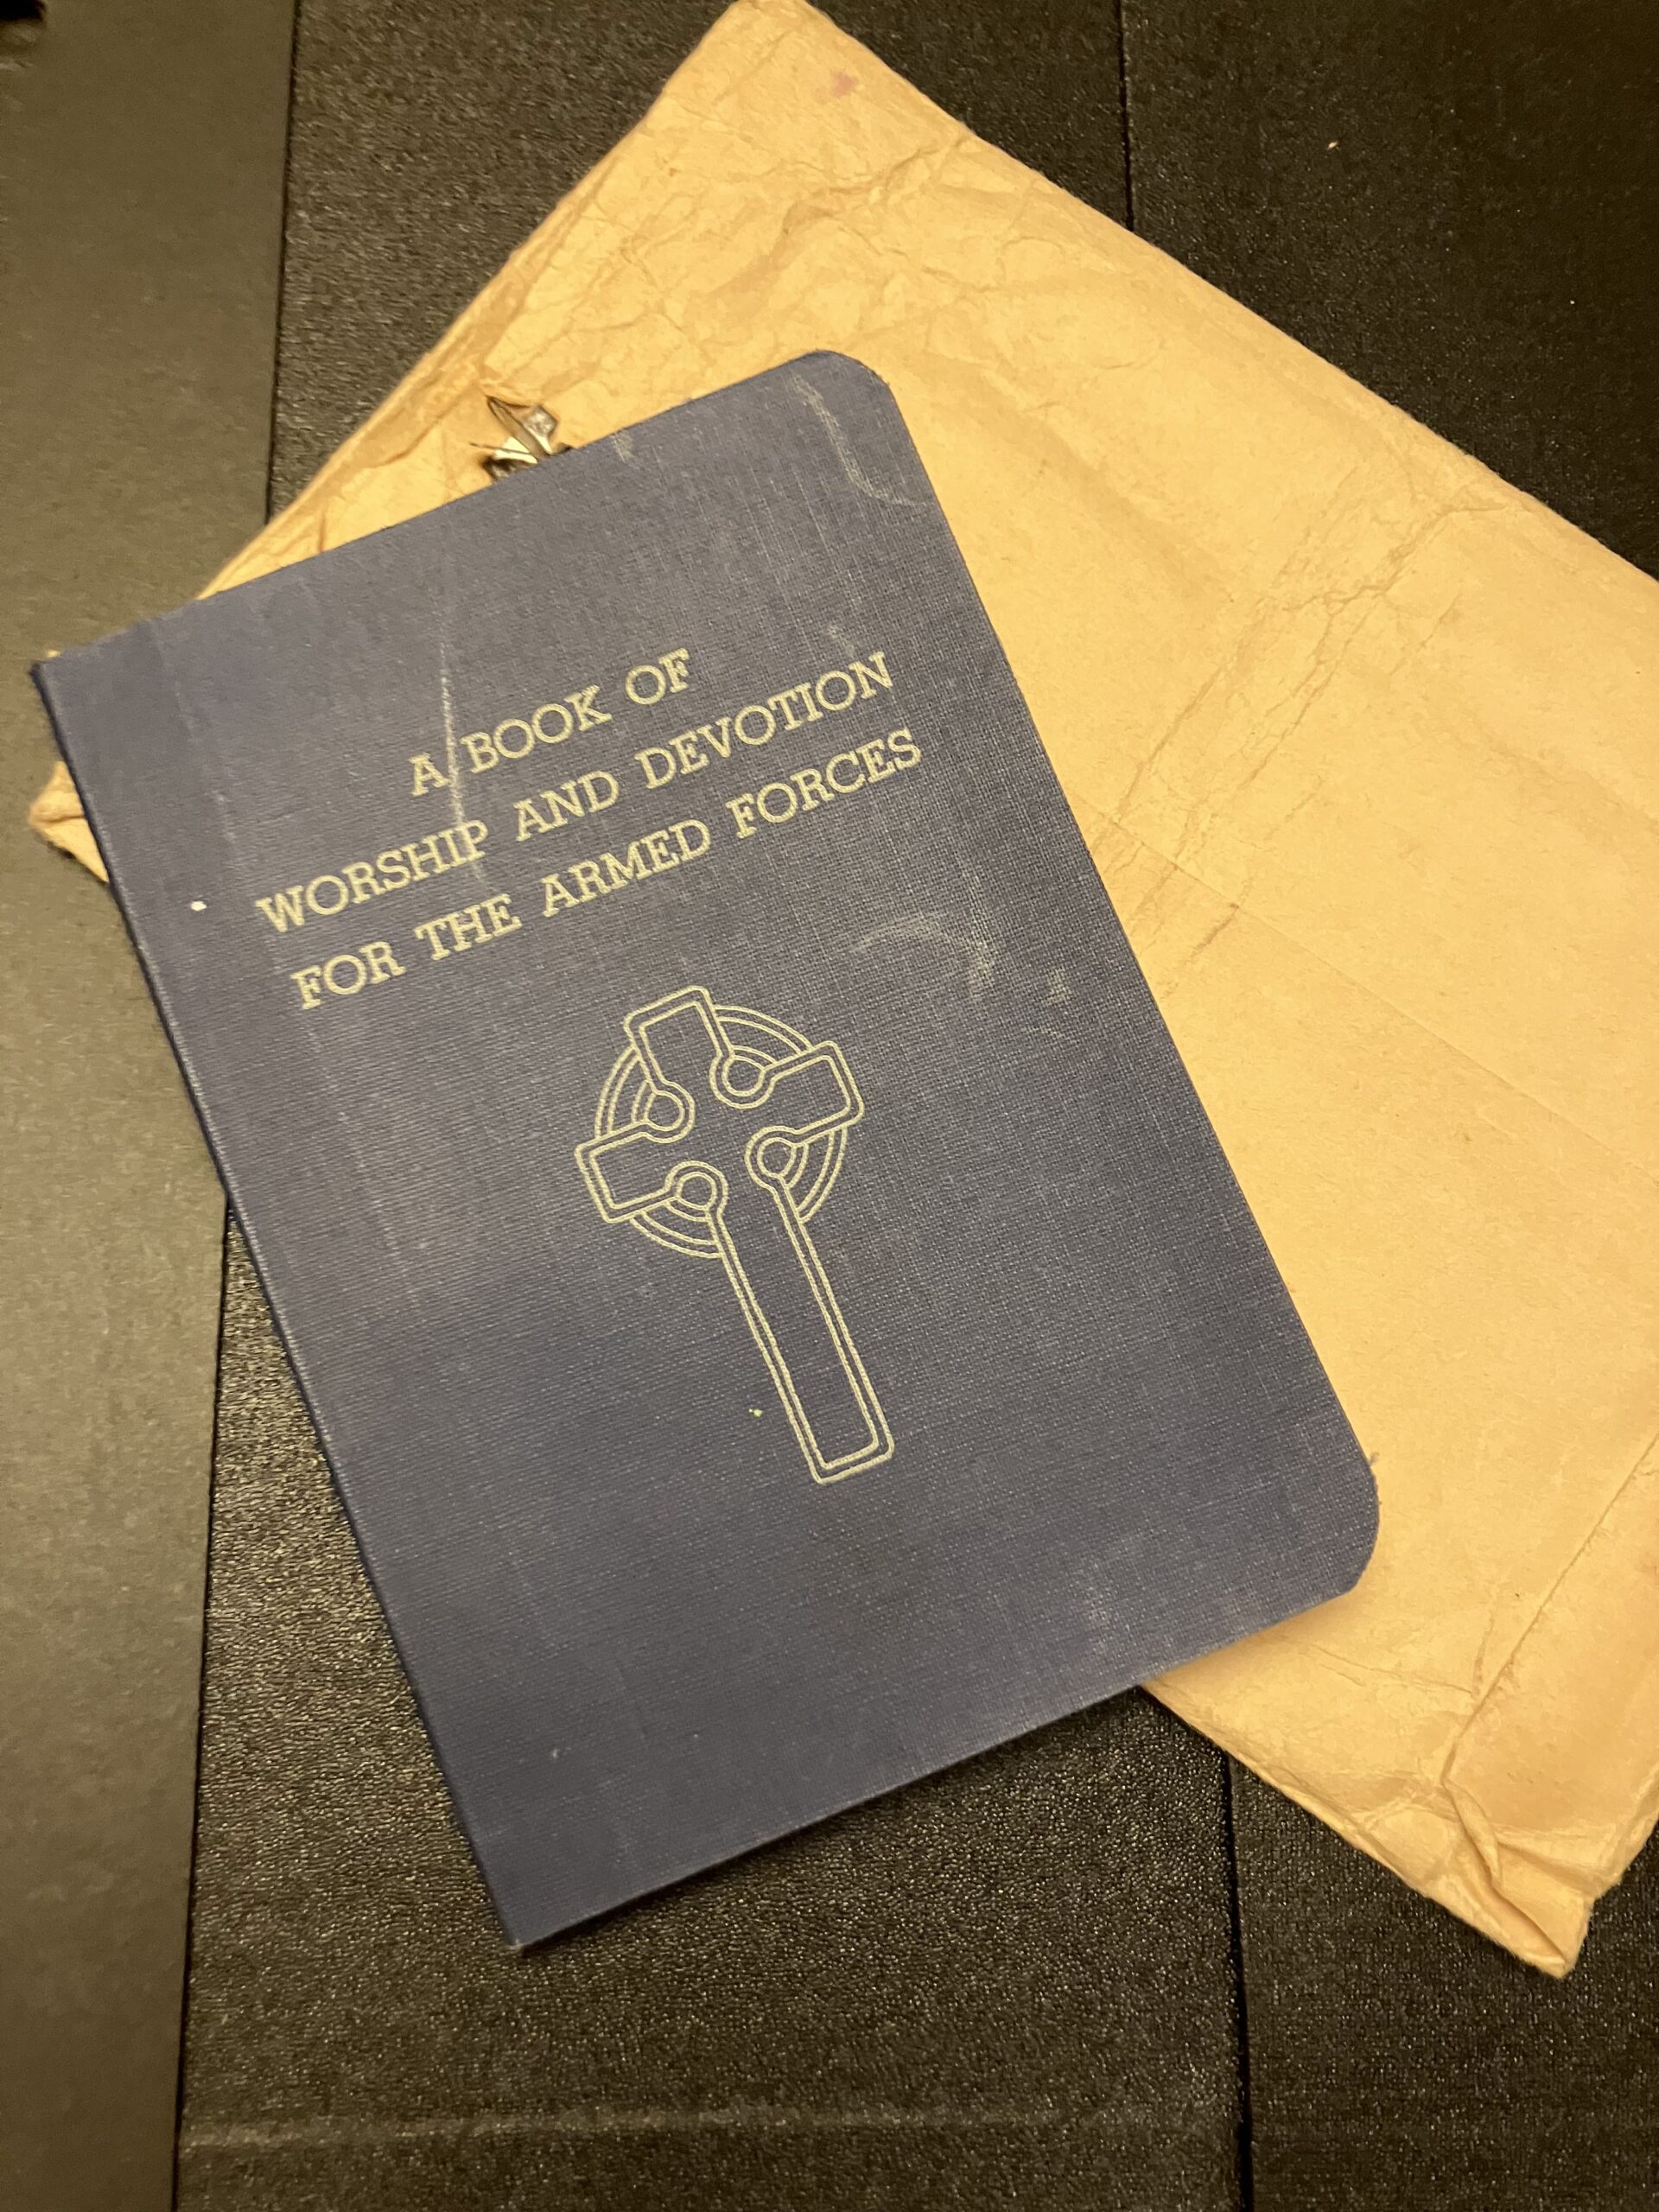 A BOOK OF
WORSHIP AND DEVOTION
FOR THE ARMED FORCES